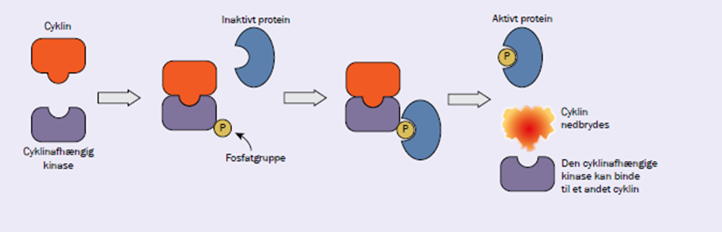 Cyklin
Cyklinafhængig
kinase
Inaktivt protein
P
Fosfatgruppe
P
Aktivt protein
P
Cyklin
nedbrydes
Den cyklinafhængige
kinase kan binde
til et andet cyklin